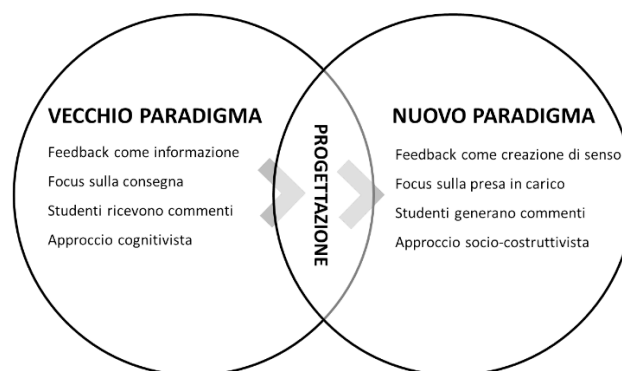 VECCHIO PARADIGMA
Feedback come informazione
Focus sulla consegna
Studenti ricevono commenti
Approccio cognitivista
PROGETTAZIONE
NUOVO PARADIGMA
Feedback come creazione di senso
Focus sulla presa in carico
Studenti generano commenti
Approccio socio-costruttivista